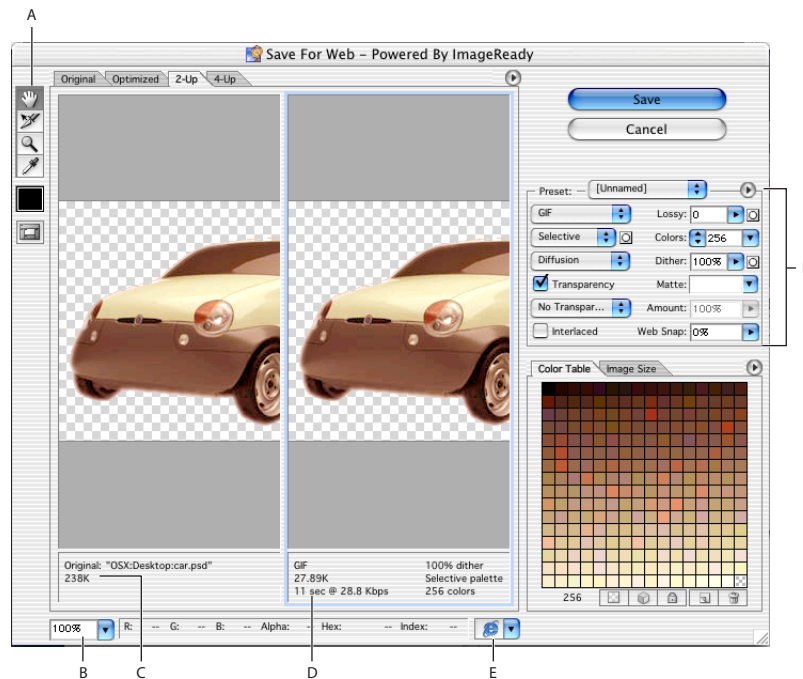 A
Save For Web – Powered By ImageReady
Original Optimized 2-Up 4-Up
Save
Cancel
Preset: [Unnamed]
GIF Lossy: 0
Selective Colors: 256
Diffusion Dither: 100%
Transparency Matte:
No Transpar... Amount: 100%
Interlaced Web Snap: 0%
Color Table Image Size
Original: "OSX:Desktop:car.psd"
238K
GIF 100% dither
27.89K Selective palette
11 sec @ 28.8 Kbps 256 colors
256
100% R: -- G: -- B: -- Alpha: -- Hex: -- Index: --
B C D E